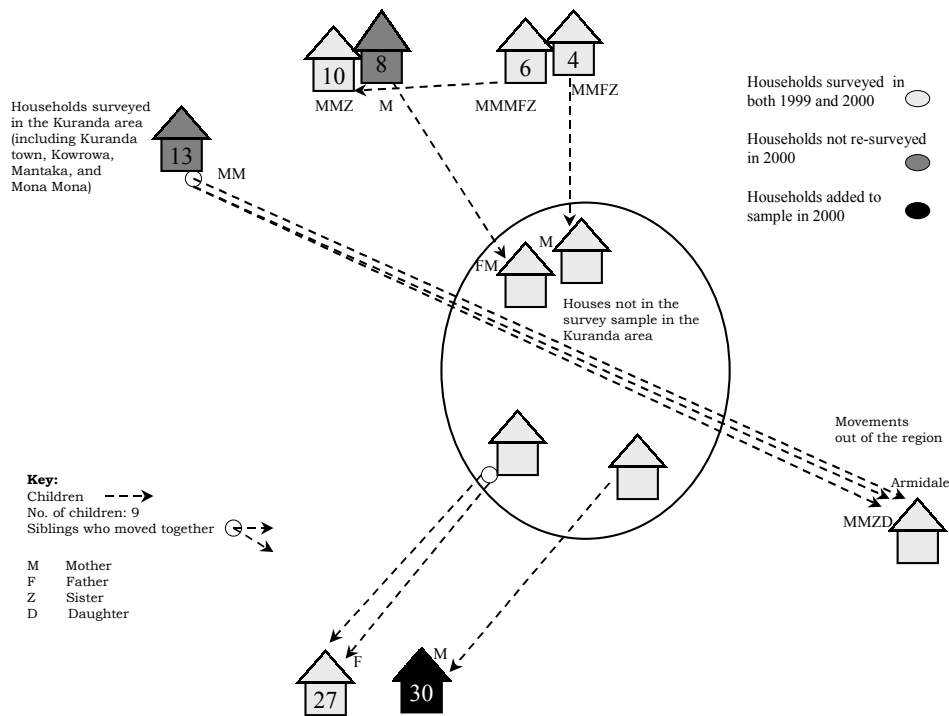 10
8
6
4
MMZ
M
MMMFZ
MMFZ
Households surveyed in
both 1999 and 2000
Households not re-surveyed
in 2000
Households added to
sample in 2000
Households surveyed
in the Kuranda area
(including Kuranda
town, Kowrowa,
Mantaka, and
Mona Mona)
13
MM
M
FM
Houses not in the
survey sample in the
Kuranda area
Movements
out of the region
Armidale
MMZD
Key:
Children
No. of children: 9
Siblings who moved together
M Mother
F Father
Z Sister
D Daughter
F
M
27
30